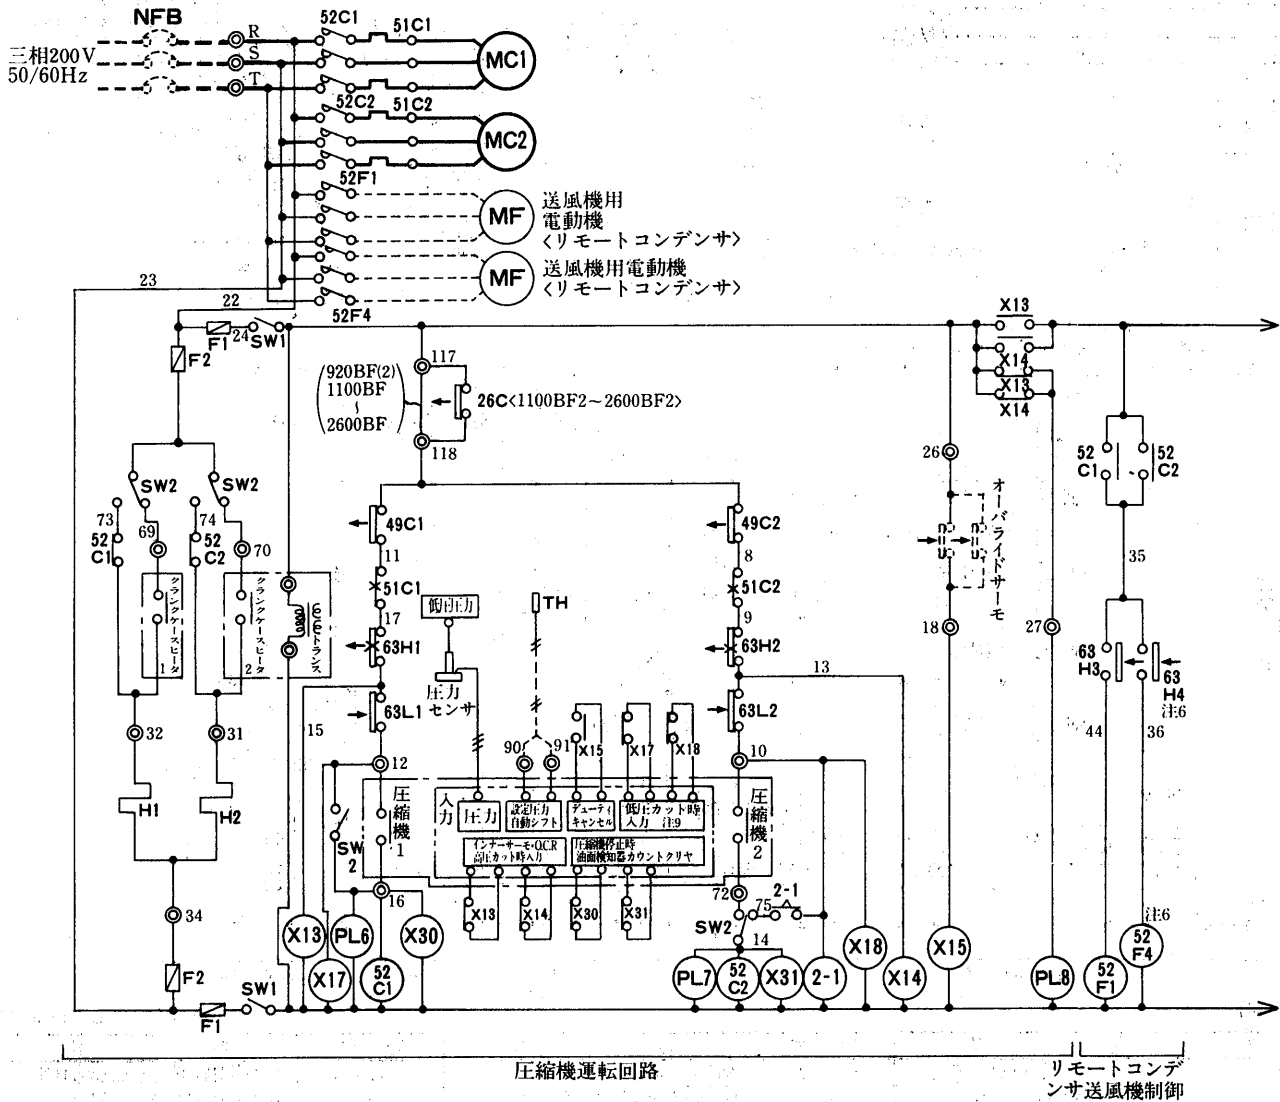 NFB
三相200V
50/60Hz
R
S
T
52C1
51C1
MC1
52C2
51C2
MC2
52F1
MF
送風機用
電動機
<リモートコンデンサ>
MF
送風機用電動機
<リモートコンデンサ>
52F4
23
22
24
F1
SW1
F2
117
920BF(2)
1100BF
~
2600BF
26C<1100BF2~2600BF2>
118
X13
X14
X13
X14
SW2
SW2
73
69
74
70
52
C1
52
C2
クランクケースヒータ
1
クランクケースヒータ
2
トランス
49C1
11
51C1
17
63H1
63L1
15
12
低圧圧力
圧力
センサ
TH
90
91
X15
X17
X18
49C2
8
51C2
9
63H2
13
63L2
10
26
オーバライドサーモ
18
27
52
C1
52
C2
35
63
H3
63
H4
注6
44
36
32
31
H1
H2
34
F2
F1
SW1
SW
2
圧縮機
1
入力
圧力
設定圧力
自動シフト
デューティ
キャンセル
低圧カット時
入力 注9
インナーサーモ・O.C.R
高圧カット時入力
圧縮機停止時
油面検知器カウントクリヤ
圧縮機
2
16
X13
X14
X30
X31
72
SW2
75
2-1
14
X13
X17
PL6
52
C1
X30
PL7
52
C2
X31
2-1
X18
X14
X15
PL8
52
F1
注6
52
F4
圧縮機運転回路
リモートコンデ
ンサ送風機制御